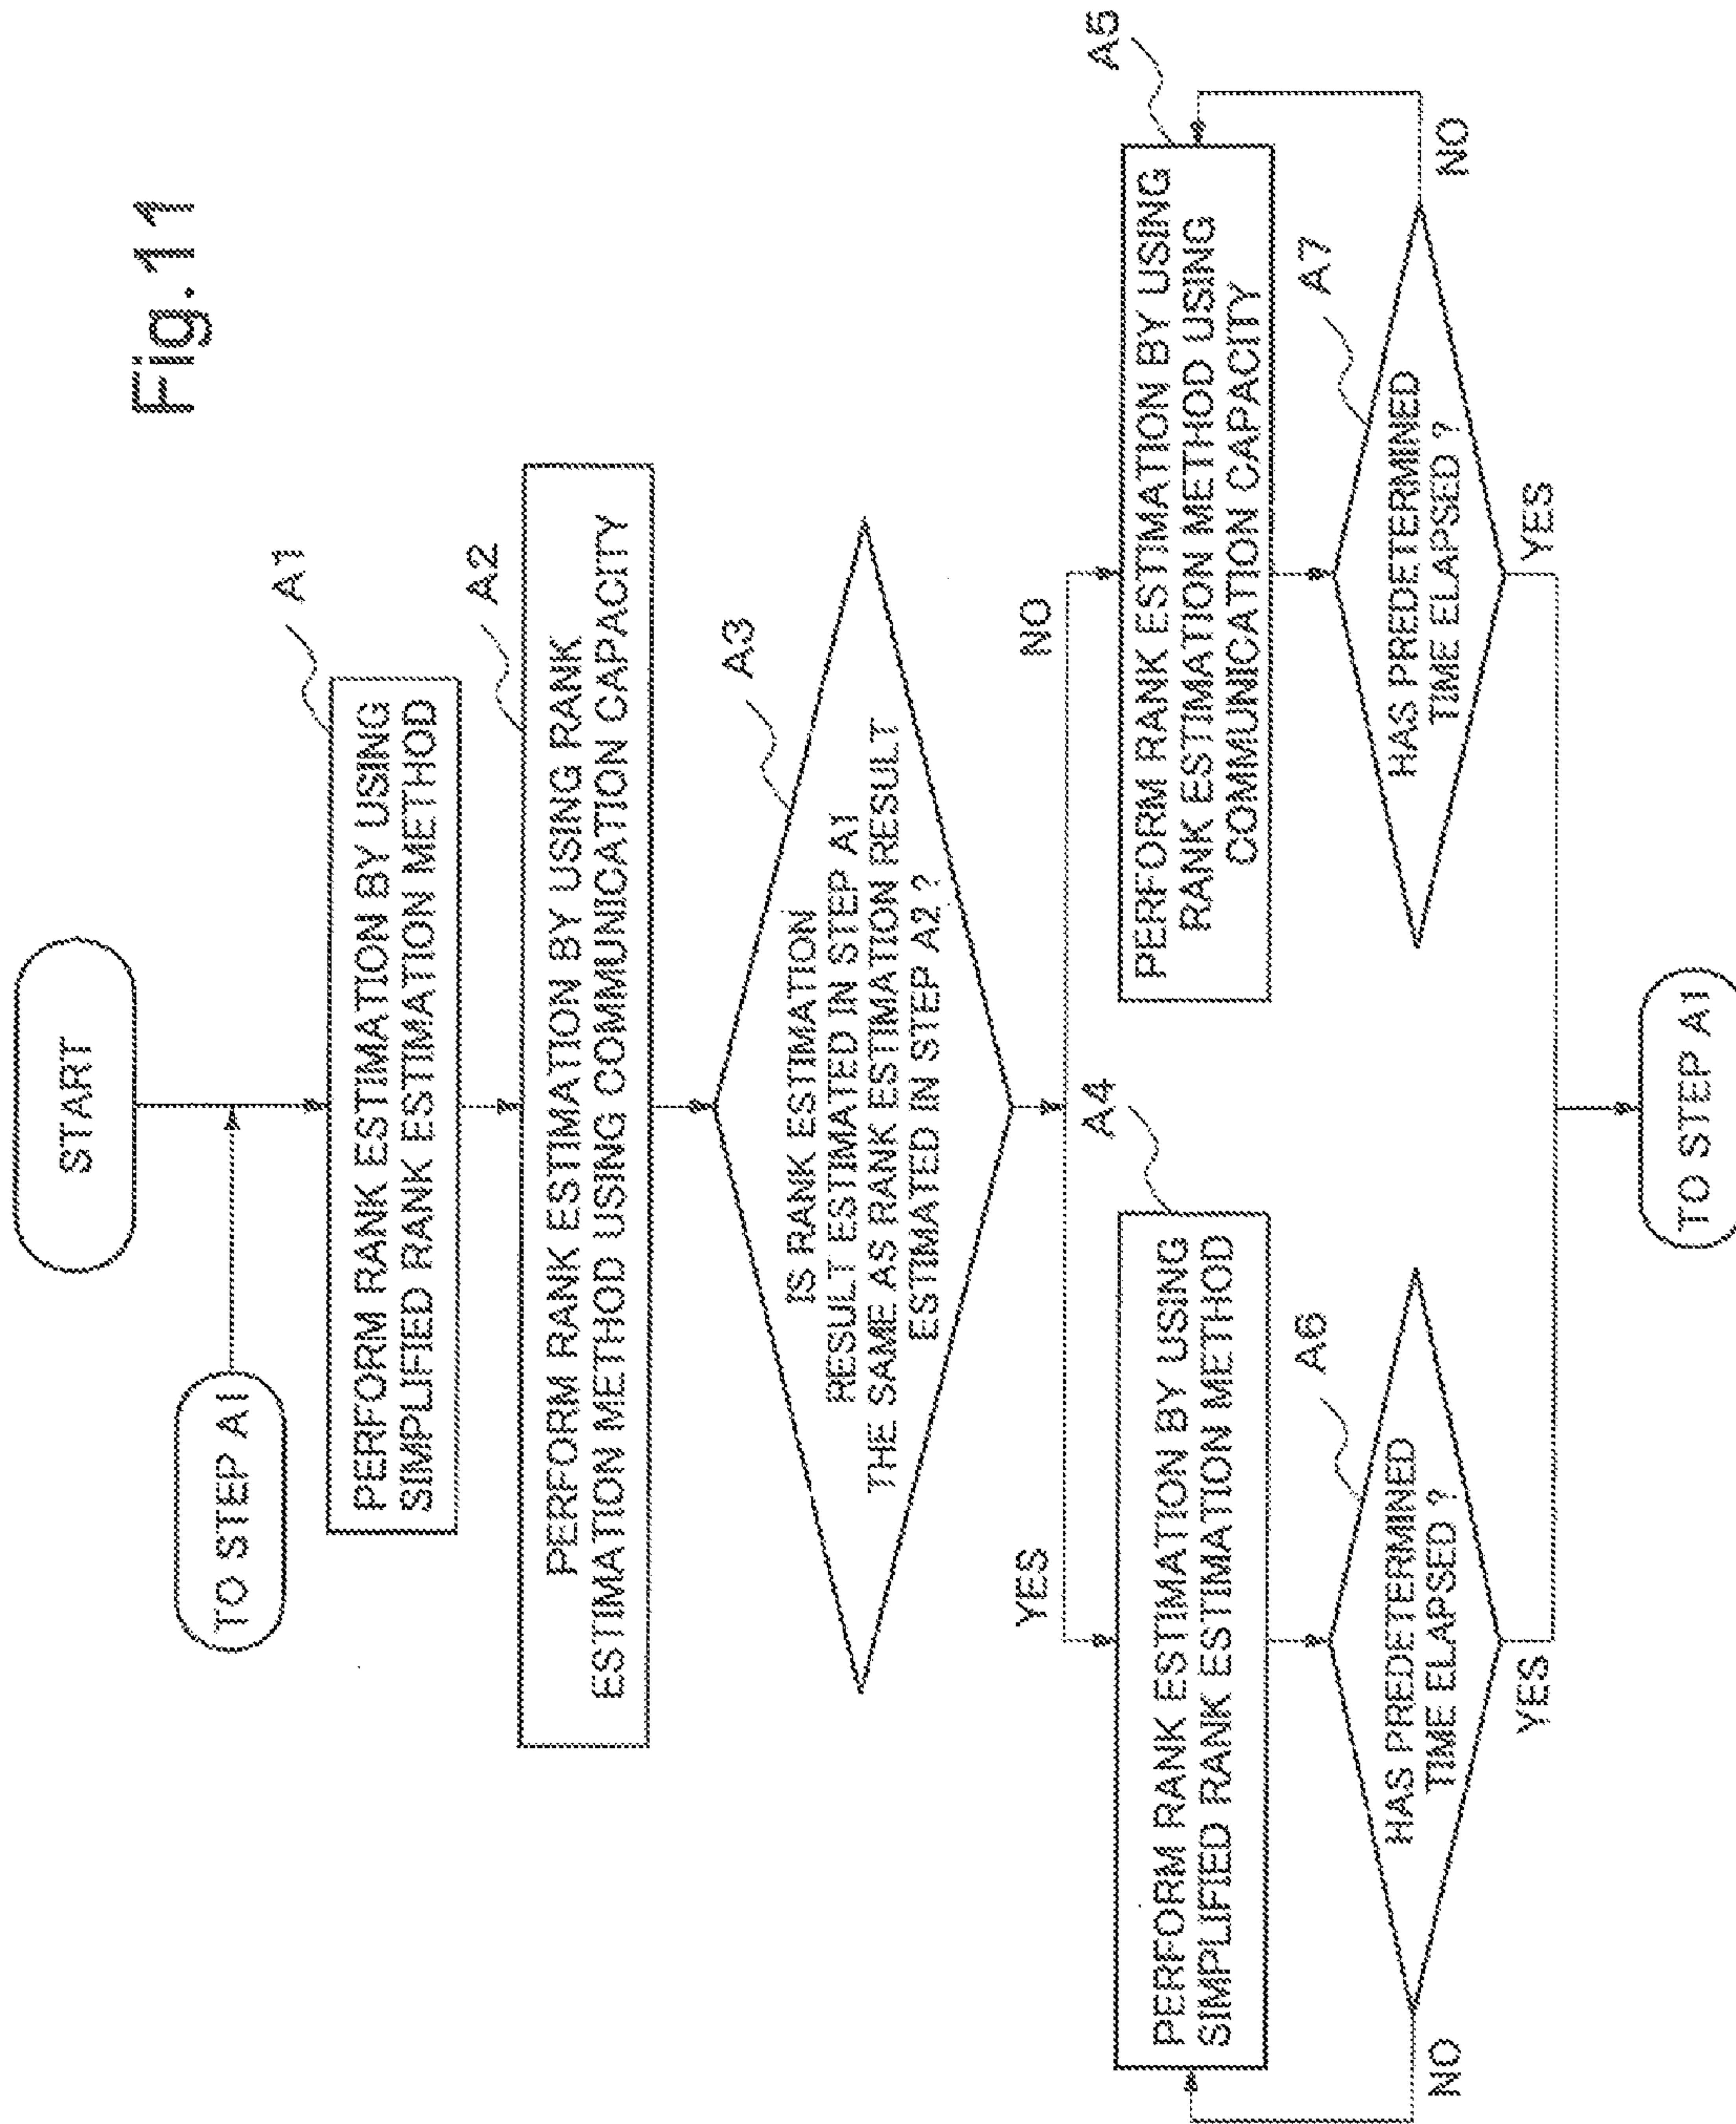 Fig.11
START
TO STEP A1
A1
PERFORM RANK ESTIMATION BY USING
SIMPLIFIED RANK ESTIMATION METHOD
A2
PERFORM RANK ESTIMATION BY USING RANK
ESTIMATION METHOD USING COMMUNICATION CAPACITY
A3
IS RANK ESTIMATION
RESULT ESTIMATED IN STEP A1
THE SAME AS RANK ESTIMATION RESULT
ESTIMATED IN STEP A2 ?
YES
NO
A4
PERFORM RANK ESTIMATION BY USING
SIMPLIFIED RANK ESTIMATION METHOD
A5
PERFORM RANK ESTIMATION BY USING
RANK ESTIMATION METHOD USING
COMMUNICATION CAPACITY
A6
HAS PREDETERMINED
TIME ELAPSED ?
NO
YES
A7
HAS PREDETERMINED
TIME ELAPSED ?
NO
YES
TO STEP A1